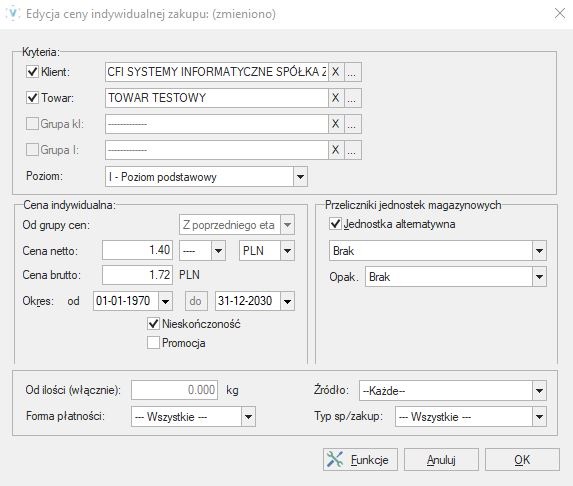 Edycja ceny indywidualnej zakupu: (zmieniono)
Kryteria:
Klient: CFI SYSTEMY INFORMATYCZNE SPÓŁKA Z X ...
Towar: TOWAR TESTOWY X ...
Grupa kl: ------------- X ...
Grupa I: ------------- X ...
Poziom: I - Poziom podstawowy
Cena indywidualna:
Od grupy cen: Z poprzedniego eta
Cena netto: 1.40 ---- PLN
Cena brutto: 1.72 PLN
Okres: od 01-01-1970 do 31-12-2030
Nieskończoność
Promocja
Przeliczniki jednostek magazynowych
Jednostka alternatywna
Brak
Opak. Brak
Od ilości (włącznie): 0.000 kg Źródło: --Każde--
Forma płatności: --- Wszystkie --- Typ sp/zakup: --- Wszystkie ---
Funkcje Anuluj OK